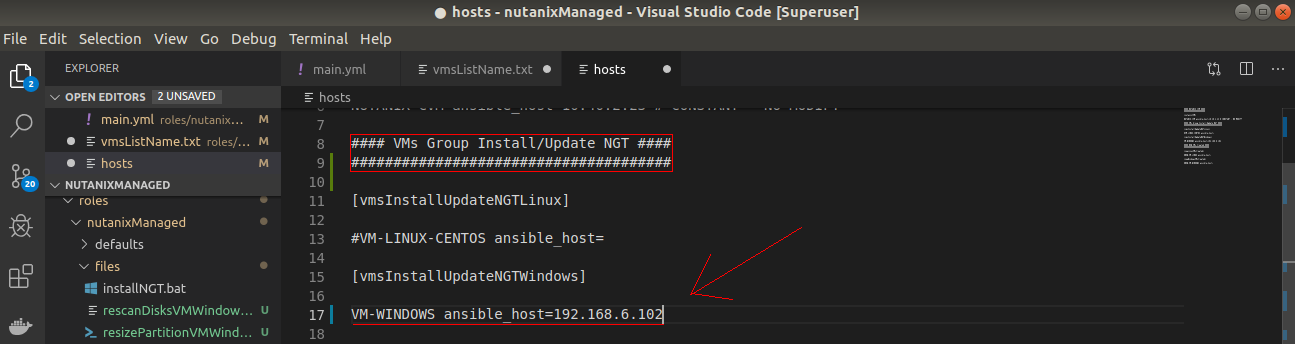 ● hosts - nutanixManaged - Visual Studio Code [Superuser]
File Edit Selection View Go Debug Terminal Help
EXPLORER
! main.yml
vmsListName.txt ●
hosts ●
2
OPEN EDITORS 2 UNSAVED
hosts
! main.yml roles/nutanix... M
7
● vmsListName.txt roles/... M
8 #### VMs Group Install/Update NGT ####
● hosts M
9 ######################################
20
NUTANIXMANAGED
10
roles
11 [vmsInstallUpdateNGTLinux]
nutanixManaged
12
defaults
13 #VM-LINUX-CENTOS ansible_host=
files
14
installNGT.bat
15 [vmsInstallUpdateNGTWindows]
rescanDisksVMWindow... U
16
17 VM-WINDOWS ansible_host=192.168.6.102
resizePartitionVMWind... U
18